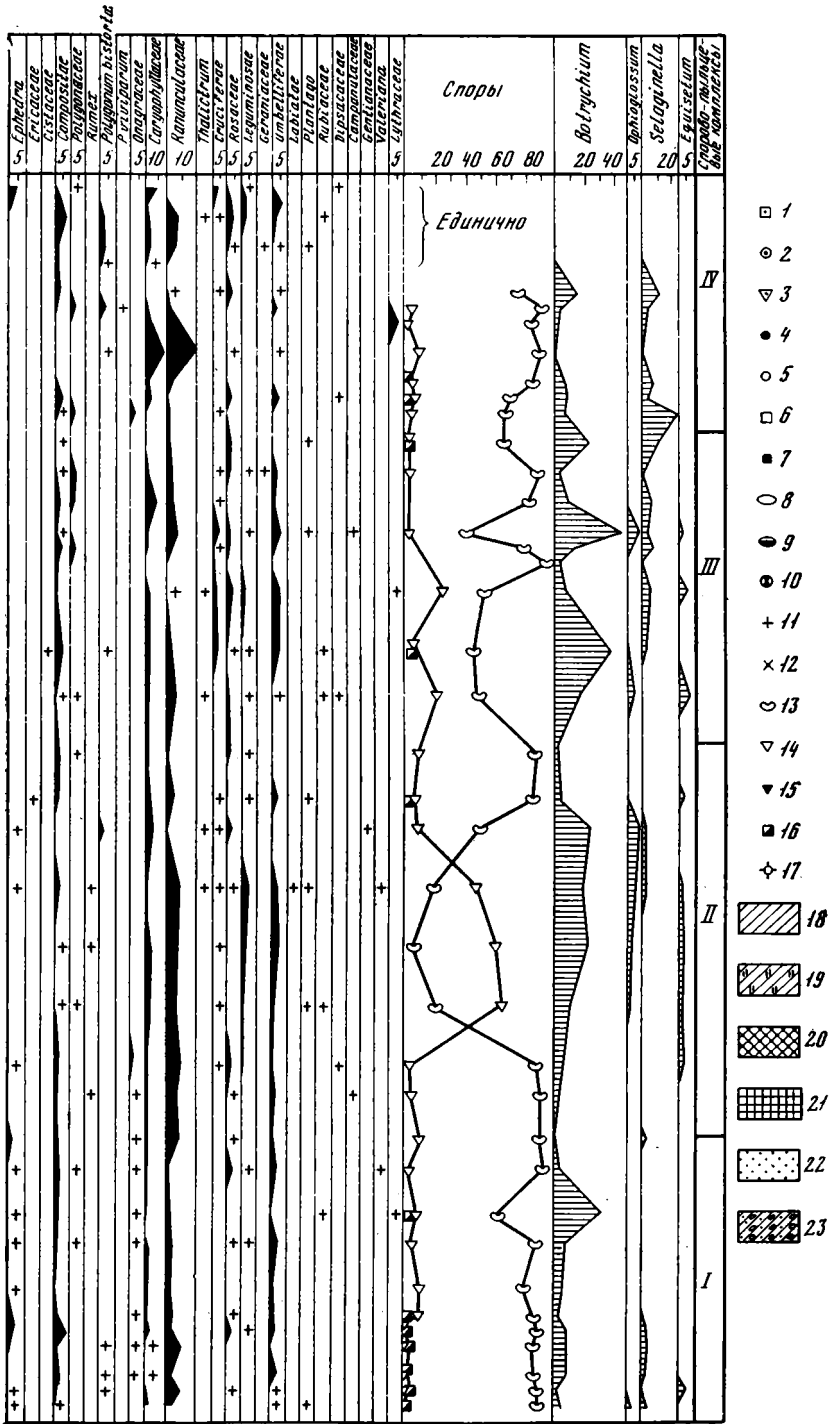 Ephedra
Ericaceae
Cistaceae
Compositae
Polygonaceae
Rumex
Polygonum bistorta
P. viviparum
Onagraceae
Caryophyllaceae
Ranunculaceae
Thalictrum
Cruciferae
Rosaceae
Leguminosae
Geraniaceae
Umbelliferae
Labiatae
Plantago
Rubiaceae
Dipsacaceae
Campanulaceae
Gentianaceae
Valeriana
Lythraceae
Споры
Botrychium
Ophioglossum
Selaginella
Equisetum
Спорово-пыльце-
вые комплексы
5 5 5 5 5 10 10 5 5 5 5 5 20 40 60 80 20 40 5 20 5
Единично
IV
III
II
I
1
2
3
4
5
6
7
8
9
10
11
12
13
14
15
16
17
18
19
20
21
22
23